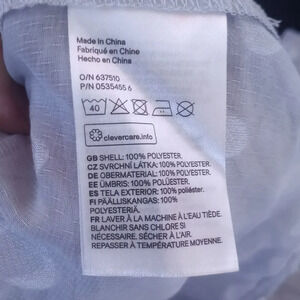 Made in China
Fabriqué en Chine
Hecho en China
O/N 637510
P/N 0535455 6
40
clevercare.info
GB SHELL: 100% POLYESTER.
CZ SVRCHNÍ LÁTKA: 100% POLYESTER.
DE OBERMATERIAL: 100% POLYESTER.
EE ÜMBRIS: 100% POLÜESTER.
ES TELA EXTERIOR: 100% poliéster.
FI PÄÄLLISKANGAS: 100%
POLYESTERIÄ.
FR LAVER À LA MACHINE À L'EAU TIÈDE.
BLANCHIR SANS CHLORE SI
NÉCESSAIRE. SÉCHER À L'AIR.
REPASSER À TEMPÉRATURE MOYENNE.